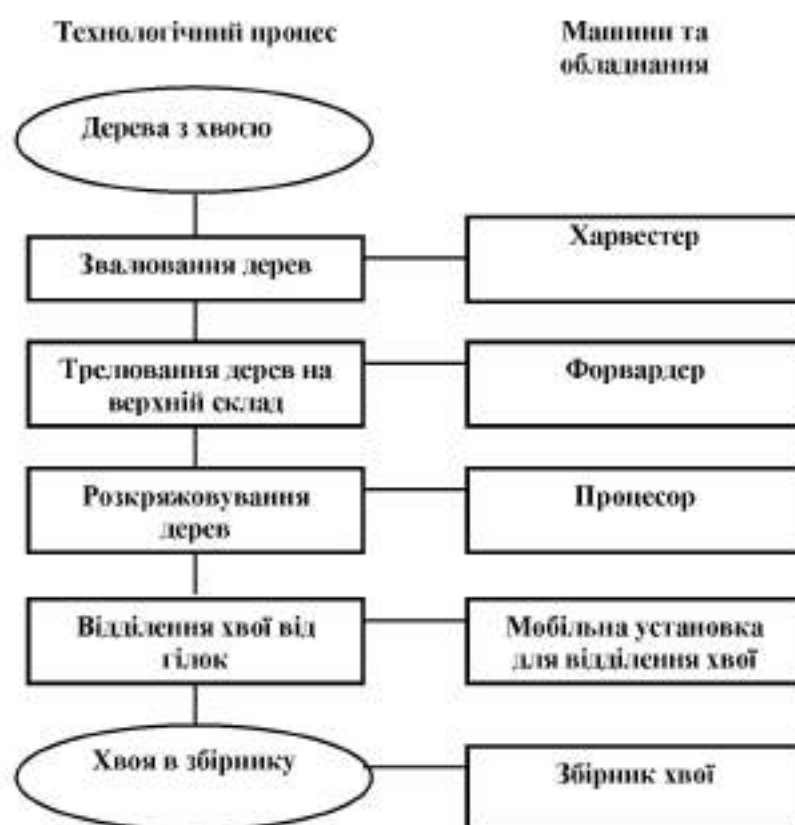 Технологічний процес
Машини та
обладнання
Дерева з хвоєю
Звалювання дерев
Харвестер
Трелювання дерев на
верхній склад
Форвардер
Розкряжовування
дерев
Процесор
Відділення хвої від
гілок
Мобільна установка
для відділення хвої
Хвоя в збірнику
Збірник хвої